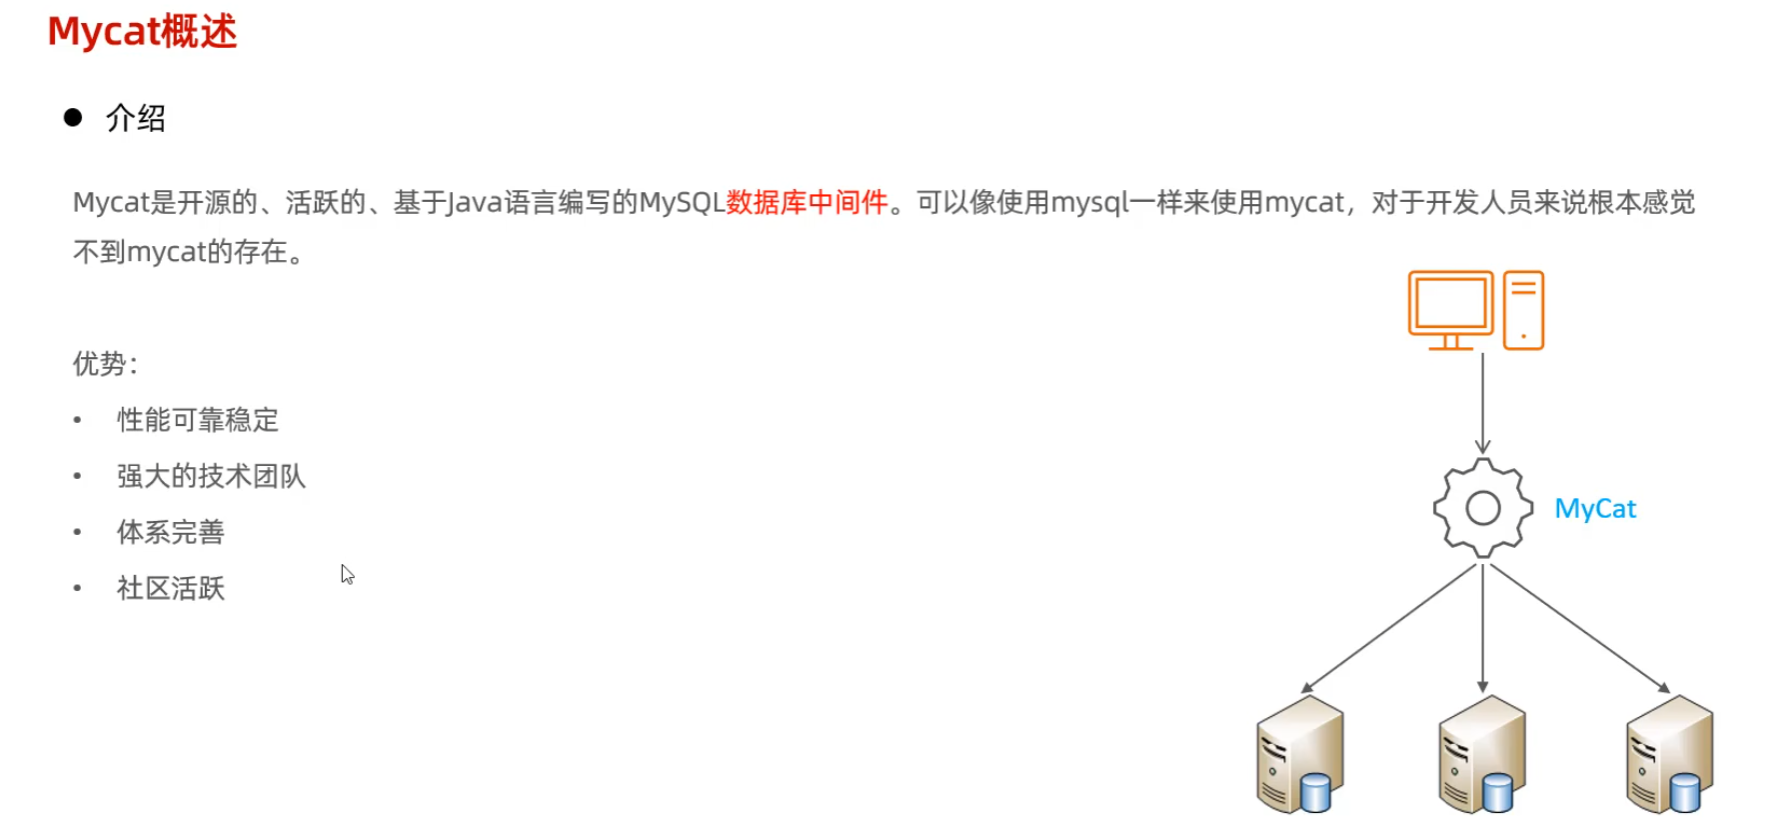 Mycat概述
● 介绍
Mycat是开源的、活跃的、基于Java语言编写的MySQL数据库中间件。可以像使用mysql一样来使用mycat，对于开发人员来说根本感觉
不到mycat的存在。
优势：
• 性能可靠稳定
• 强大的技术团队
• 体系完善
• 社区活跃
MyCat